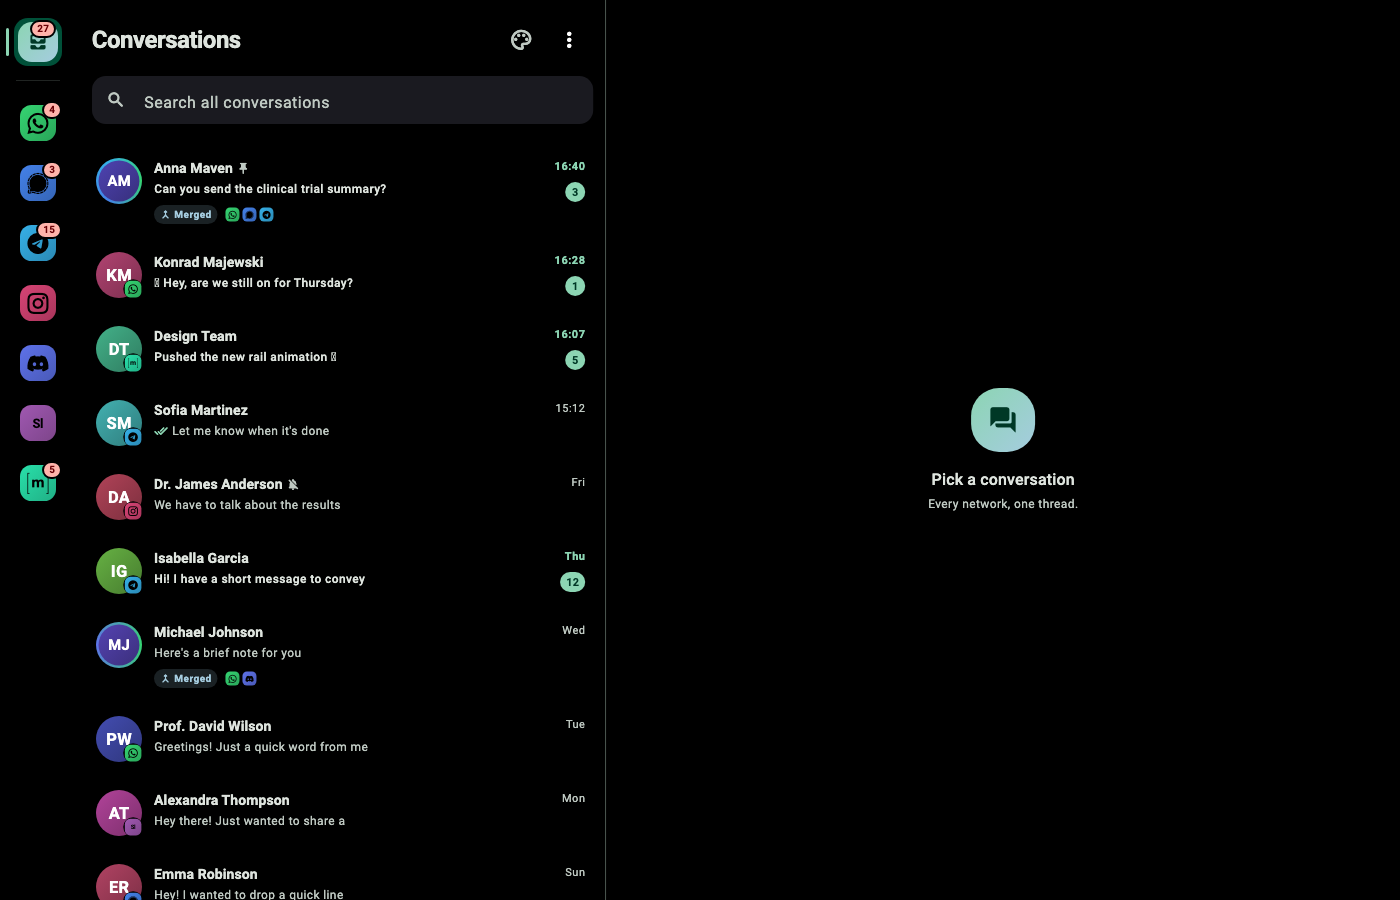 27
Conversations
4
Search all conversations
3
15
Sl
5
[m]
AM
Anna Maven
16:40
Can you send the clinical trial summary?
3
Merged
KM
Konrad Majewski
16:28
Hey, are we still on for Thursday?
1
DT
Design Team
16:07
Pushed the new rail animation
5
SM
Sofia Martinez
15:12
Let me know when it's done
DA
Dr. James Anderson
Fri
We have to talk about the results
IG
Isabella Garcia
Thu
Hi! I have a short message to convey
12
MJ
Michael Johnson
Wed
Here's a brief note for you
Merged
PW
Prof. David Wilson
Tue
Greetings! Just a quick word from me
AT
Alexandra Thompson
Mon
Hey there! Just wanted to share a
ER
Emma Robinson
Sun
Hey! I wanted to drop a quick line
Pick a conversation
Every network, one thread.